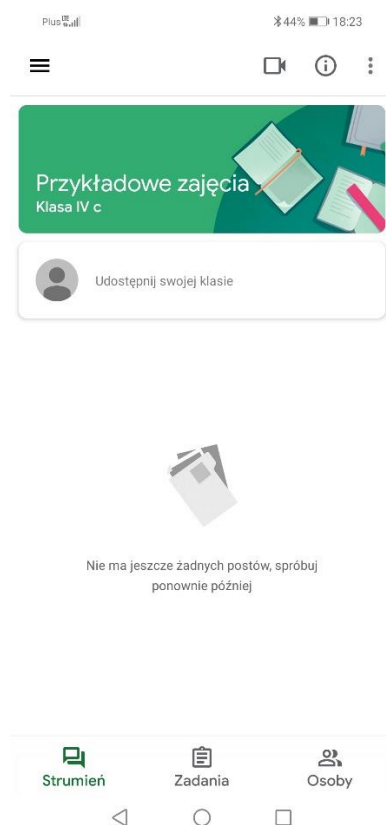 Plus 44% 18:23
Przykładowe zajęcia
Klasa IV c
Udostępnij swojej klasie
Nie ma jeszcze żadnych postów, spróbuj
ponownie później
Strumień Zadania Osoby